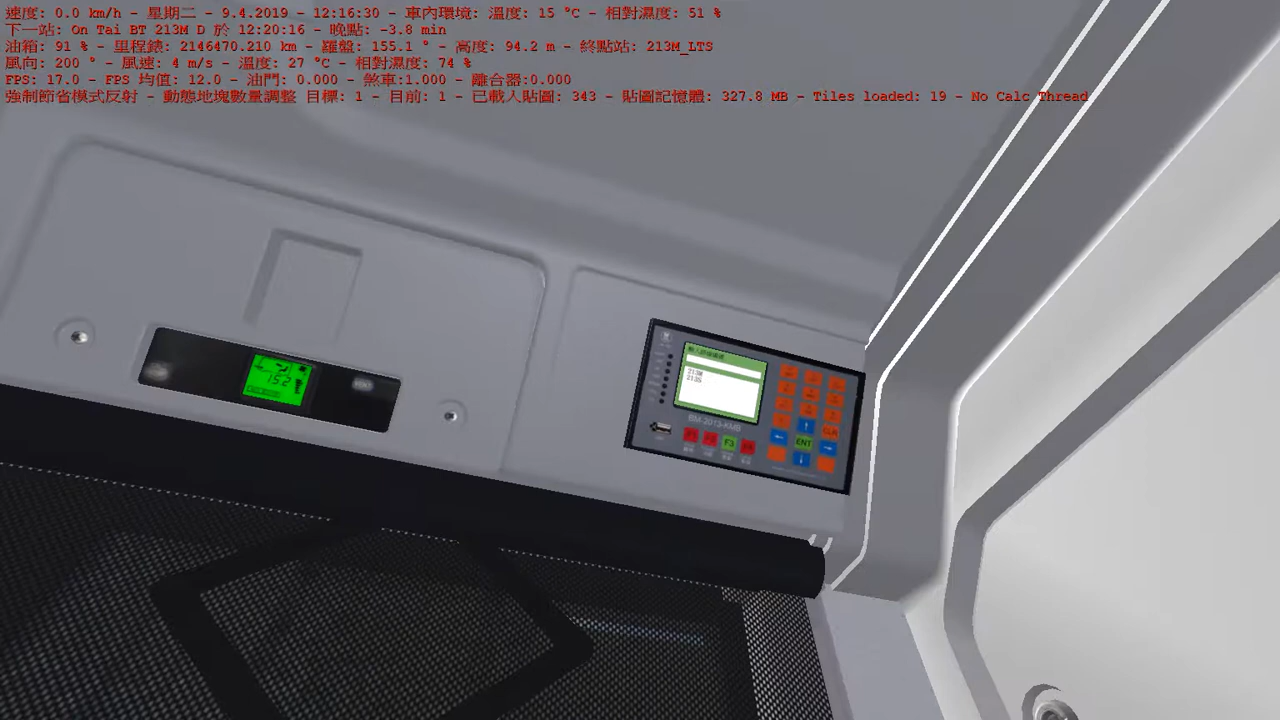 速度: 0.0 km/h - 星期二 - 9.4.2019 - 12:16:30 - 車內環境: 溫度: 15 °C - 相對濕度: 51 %
下一站: On Tai BT 213M D 於 12:20:16 - 晚點: -3.8 min
油箱: 91 % - 里程錶: 2146470.210 km - 羅盤: 155.1 ° - 高度: 94.2 m - 終點站: 213M_LTS
風向: 200 ° - 風速: 4 m/s - 溫度: 27 °C - 相對濕度: 74 %
FPS: 17.0 - FPS 均值: 12.0 - 油門: 0.000 - 煞車:1.000 - 離合器:0.000
強制節省模式反射 - 動態地塊數量調整 目標: 1 - 目前: 1 - 已載入貼圖: 343 - 貼圖記憶體: 327.8 MB - Tiles loaded: 19 - No Calc Thread
213M
213S
BM-2013-KMB
F3
CLR
ENT